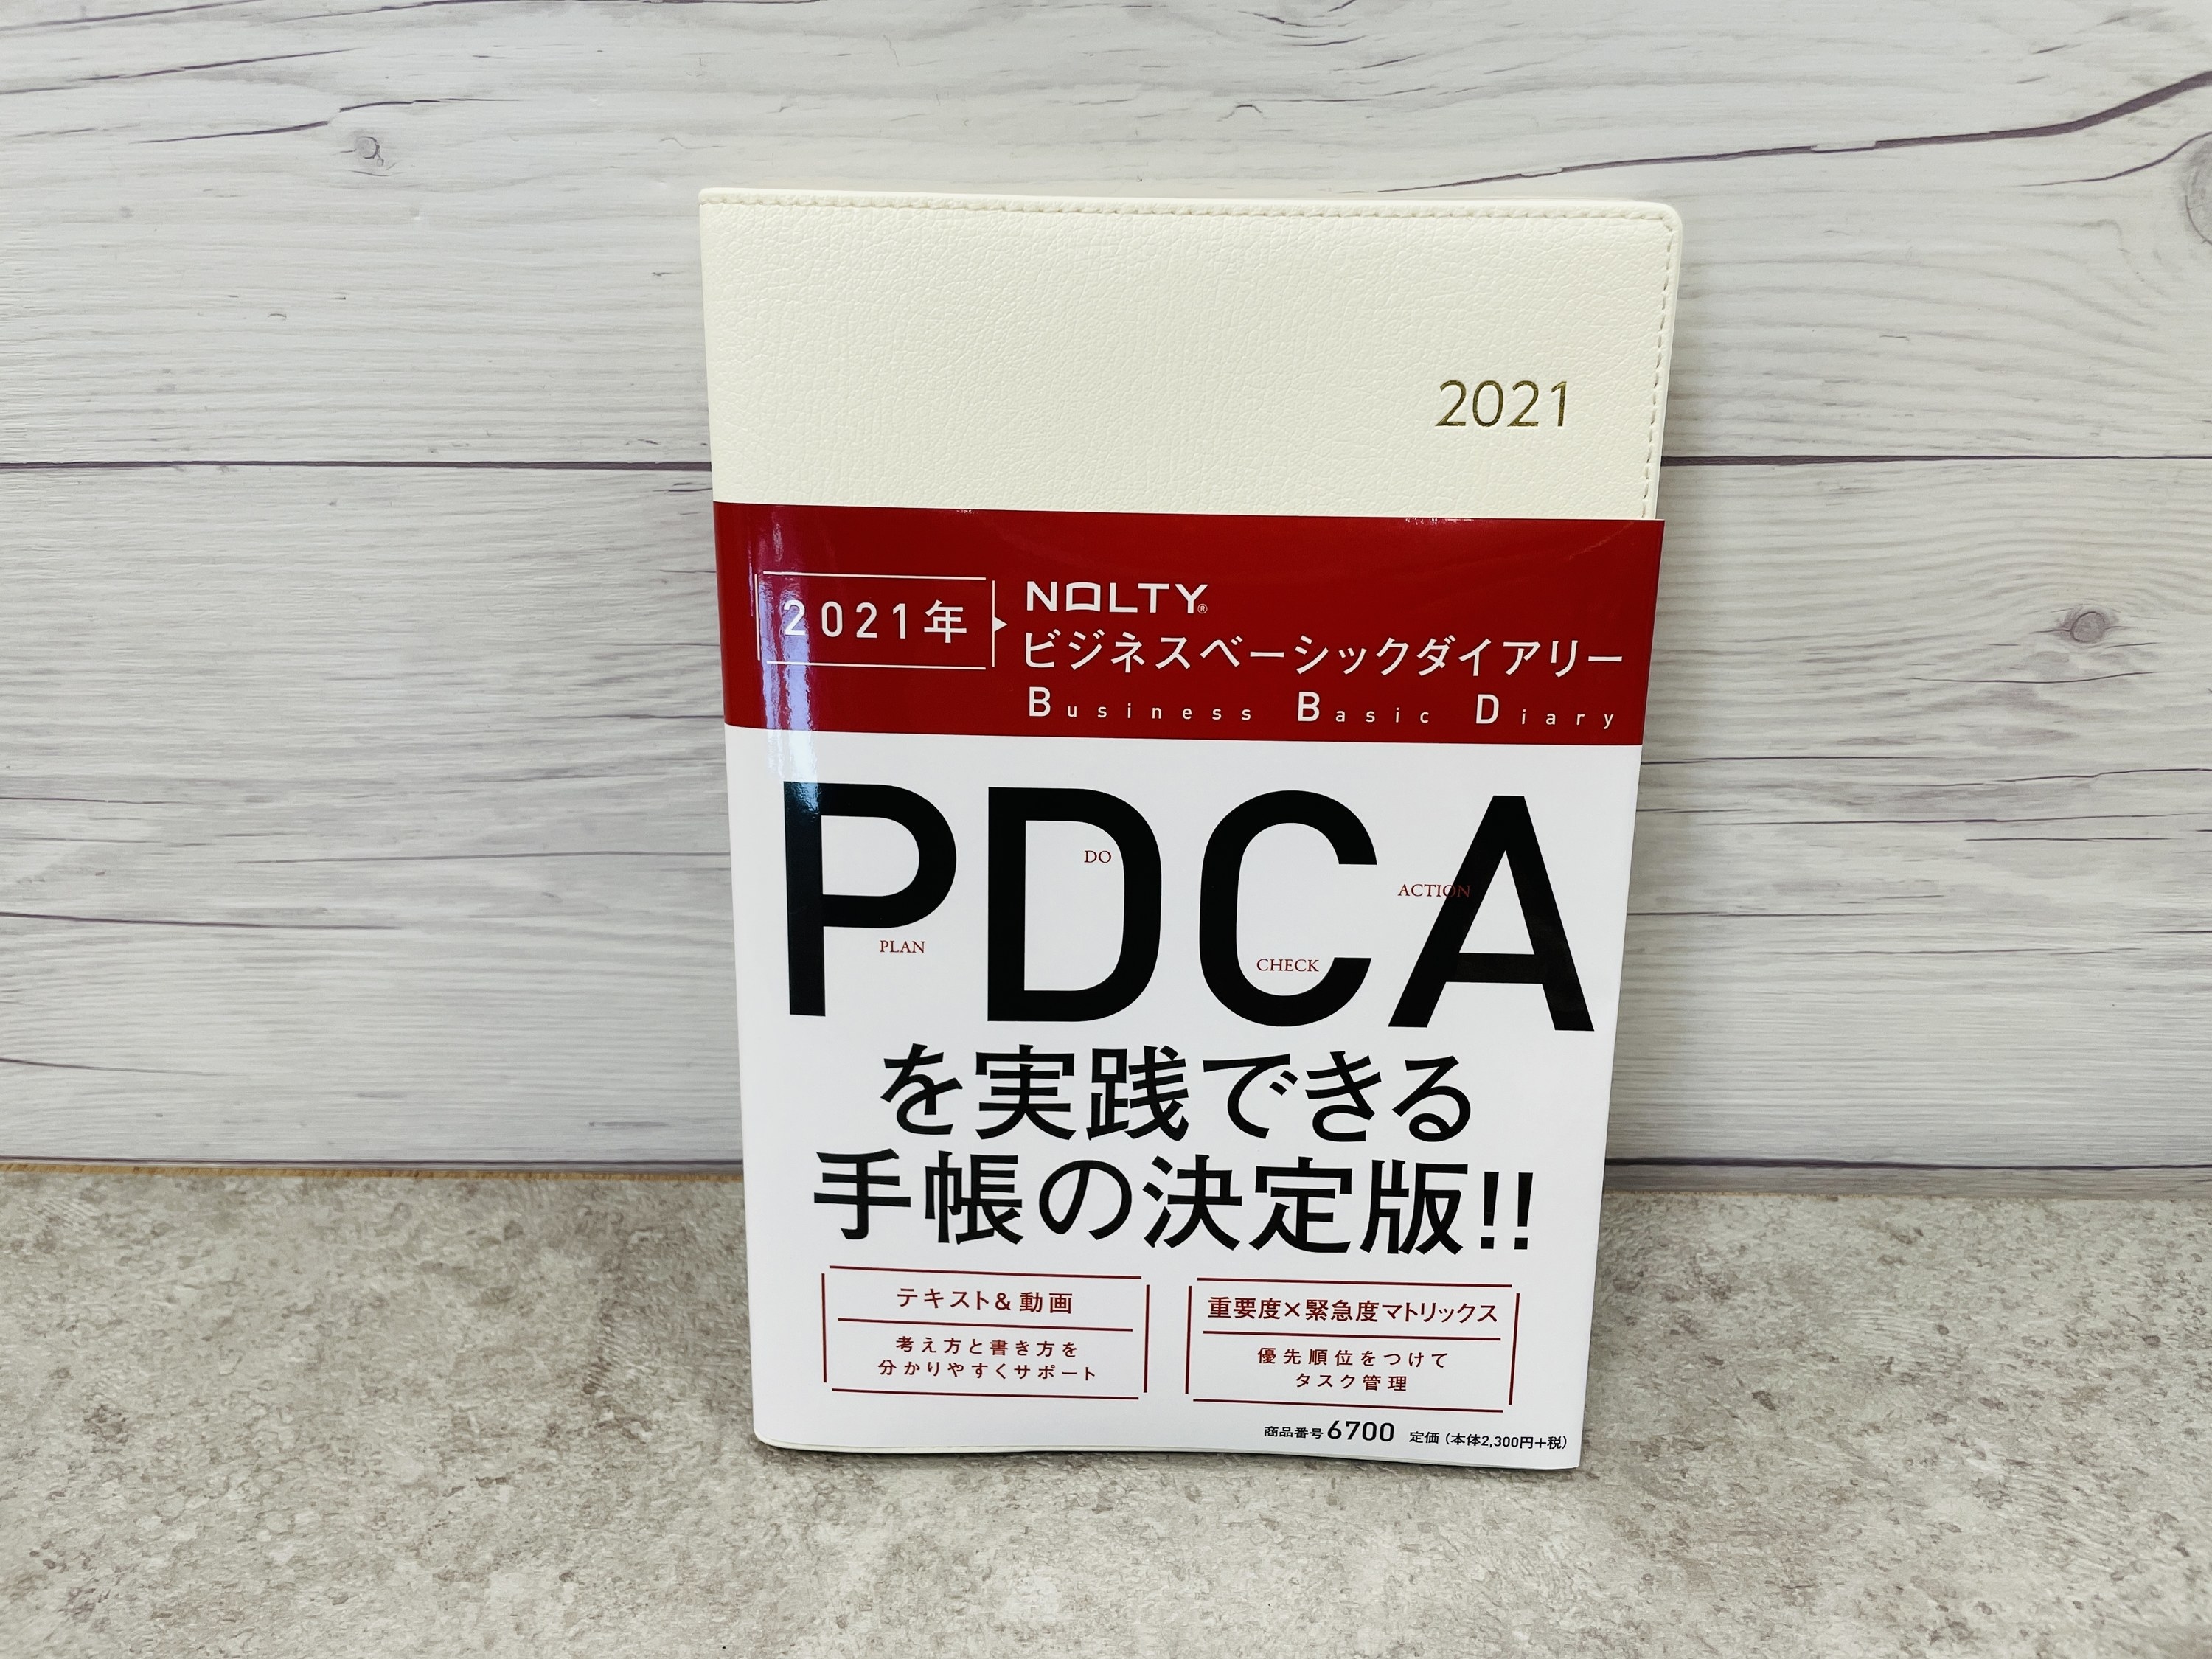 2021
2021年
NOLTY®
ビジネスベーシックダイアリー
Business Basic Diary
PDCA
PLAN
DO
CHECK
ACTION
を実践できる
手帳の決定版!!
テキスト&動画
考え方と書き方を
分かりやすくサポート
重要度×緊急度マトリックス
優先順位をつけて
タスク管理
商品番号6700 定価(本体2,300円+税)